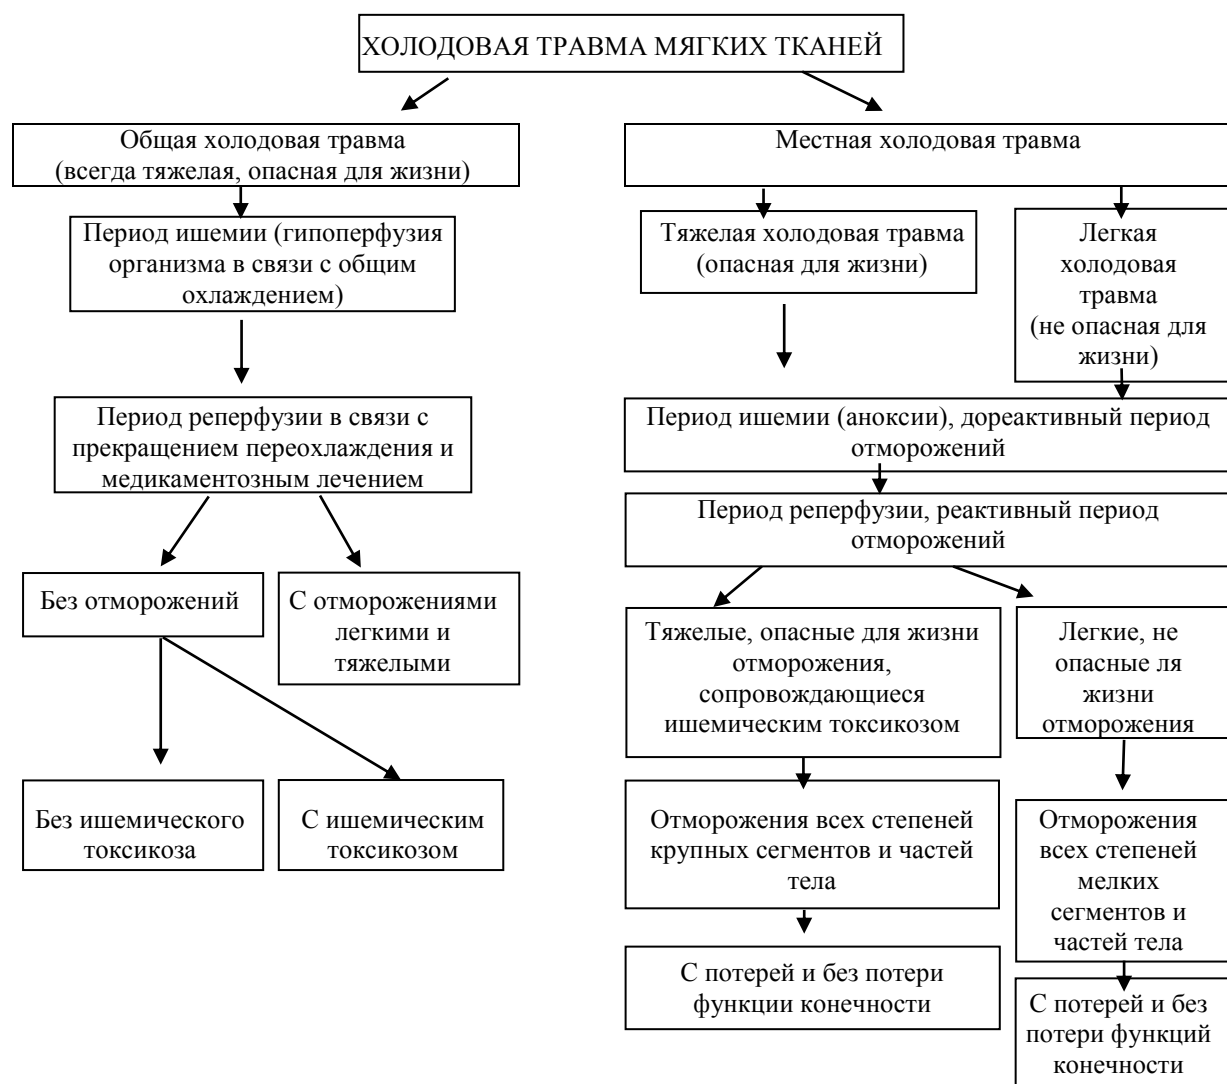 ХОЛОДОВАЯ ТРАВМА МЯГКИХ ТКАНЕЙ
Общая холодовая травма
(всегда тяжелая, опасная для жизни)
Местная холодовая травма
Период ишемии (гипоперфузия
организма в связи с общим
охлаждением)
Тяжелая холодовая травма
(опасная для жизни)
Легкая
холодовая
травма
(не опасная для
жизни)
Период реперфузии в связи с
прекращением переохлаждения и
медикаментозным лечением
Период ишемии (аноксии), дореактивный период
отморожений
Период реперфузии, реактивный период
отморожений
Без отморожений
С отморожениями
легкими и
тяжелыми
Тяжелые, опасные для жизни
отморожения,
сопровождающиеся
ишемическим токсикозом
Легкие, не
опасные ля
жизни
отморожения
Без ишемического
токсикоза
С ишемическим
токсикозом
Отморожения всех степеней
крупных сегментов и частей
тела
Отморожения
всех степеней
мелких
сегментов и
частей тела
С потерей и без потери
функции конечности
С потерей и без
потери функций
конечности